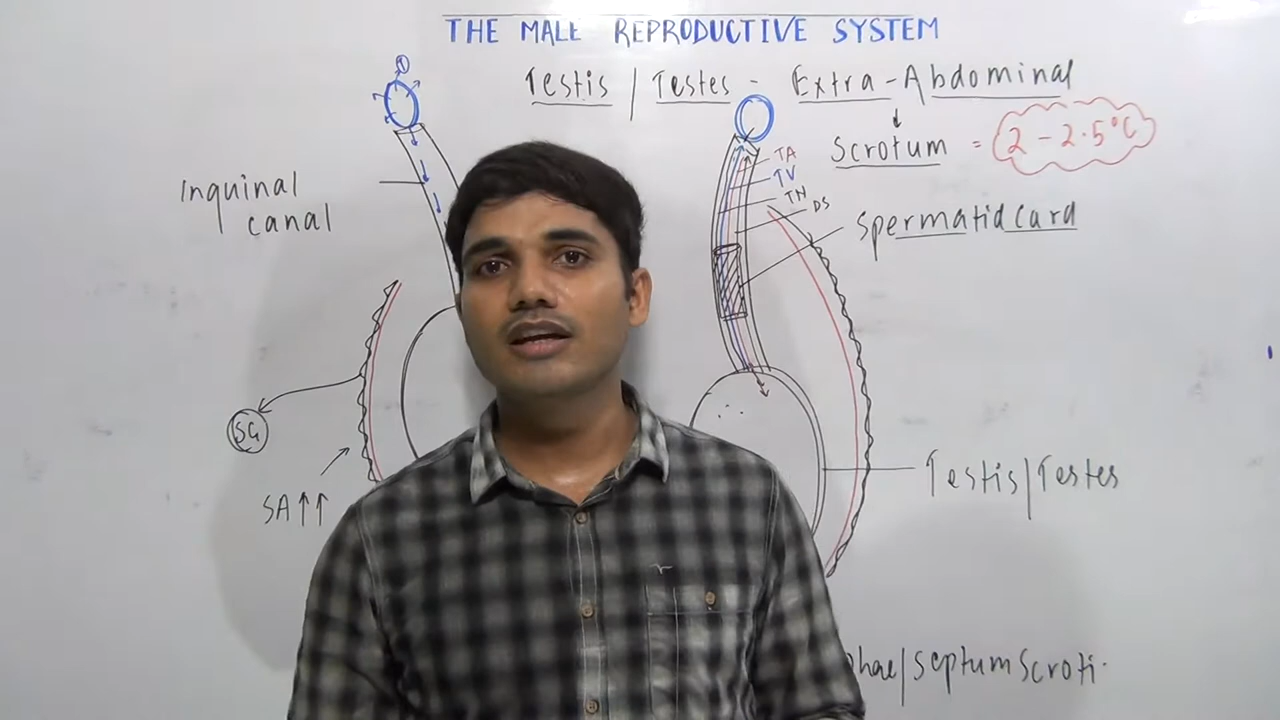 THE MALE REPRODUCTIVE SYSTEM
Testis / Testes - Extra-Abdominal
Scrotum = 2 - 2.5°C
Inguinal
canal
TA
TV
TN
DS
Spermatid card
SG
SA↑↑
Testis/Testes
phae/Septum Scroti.